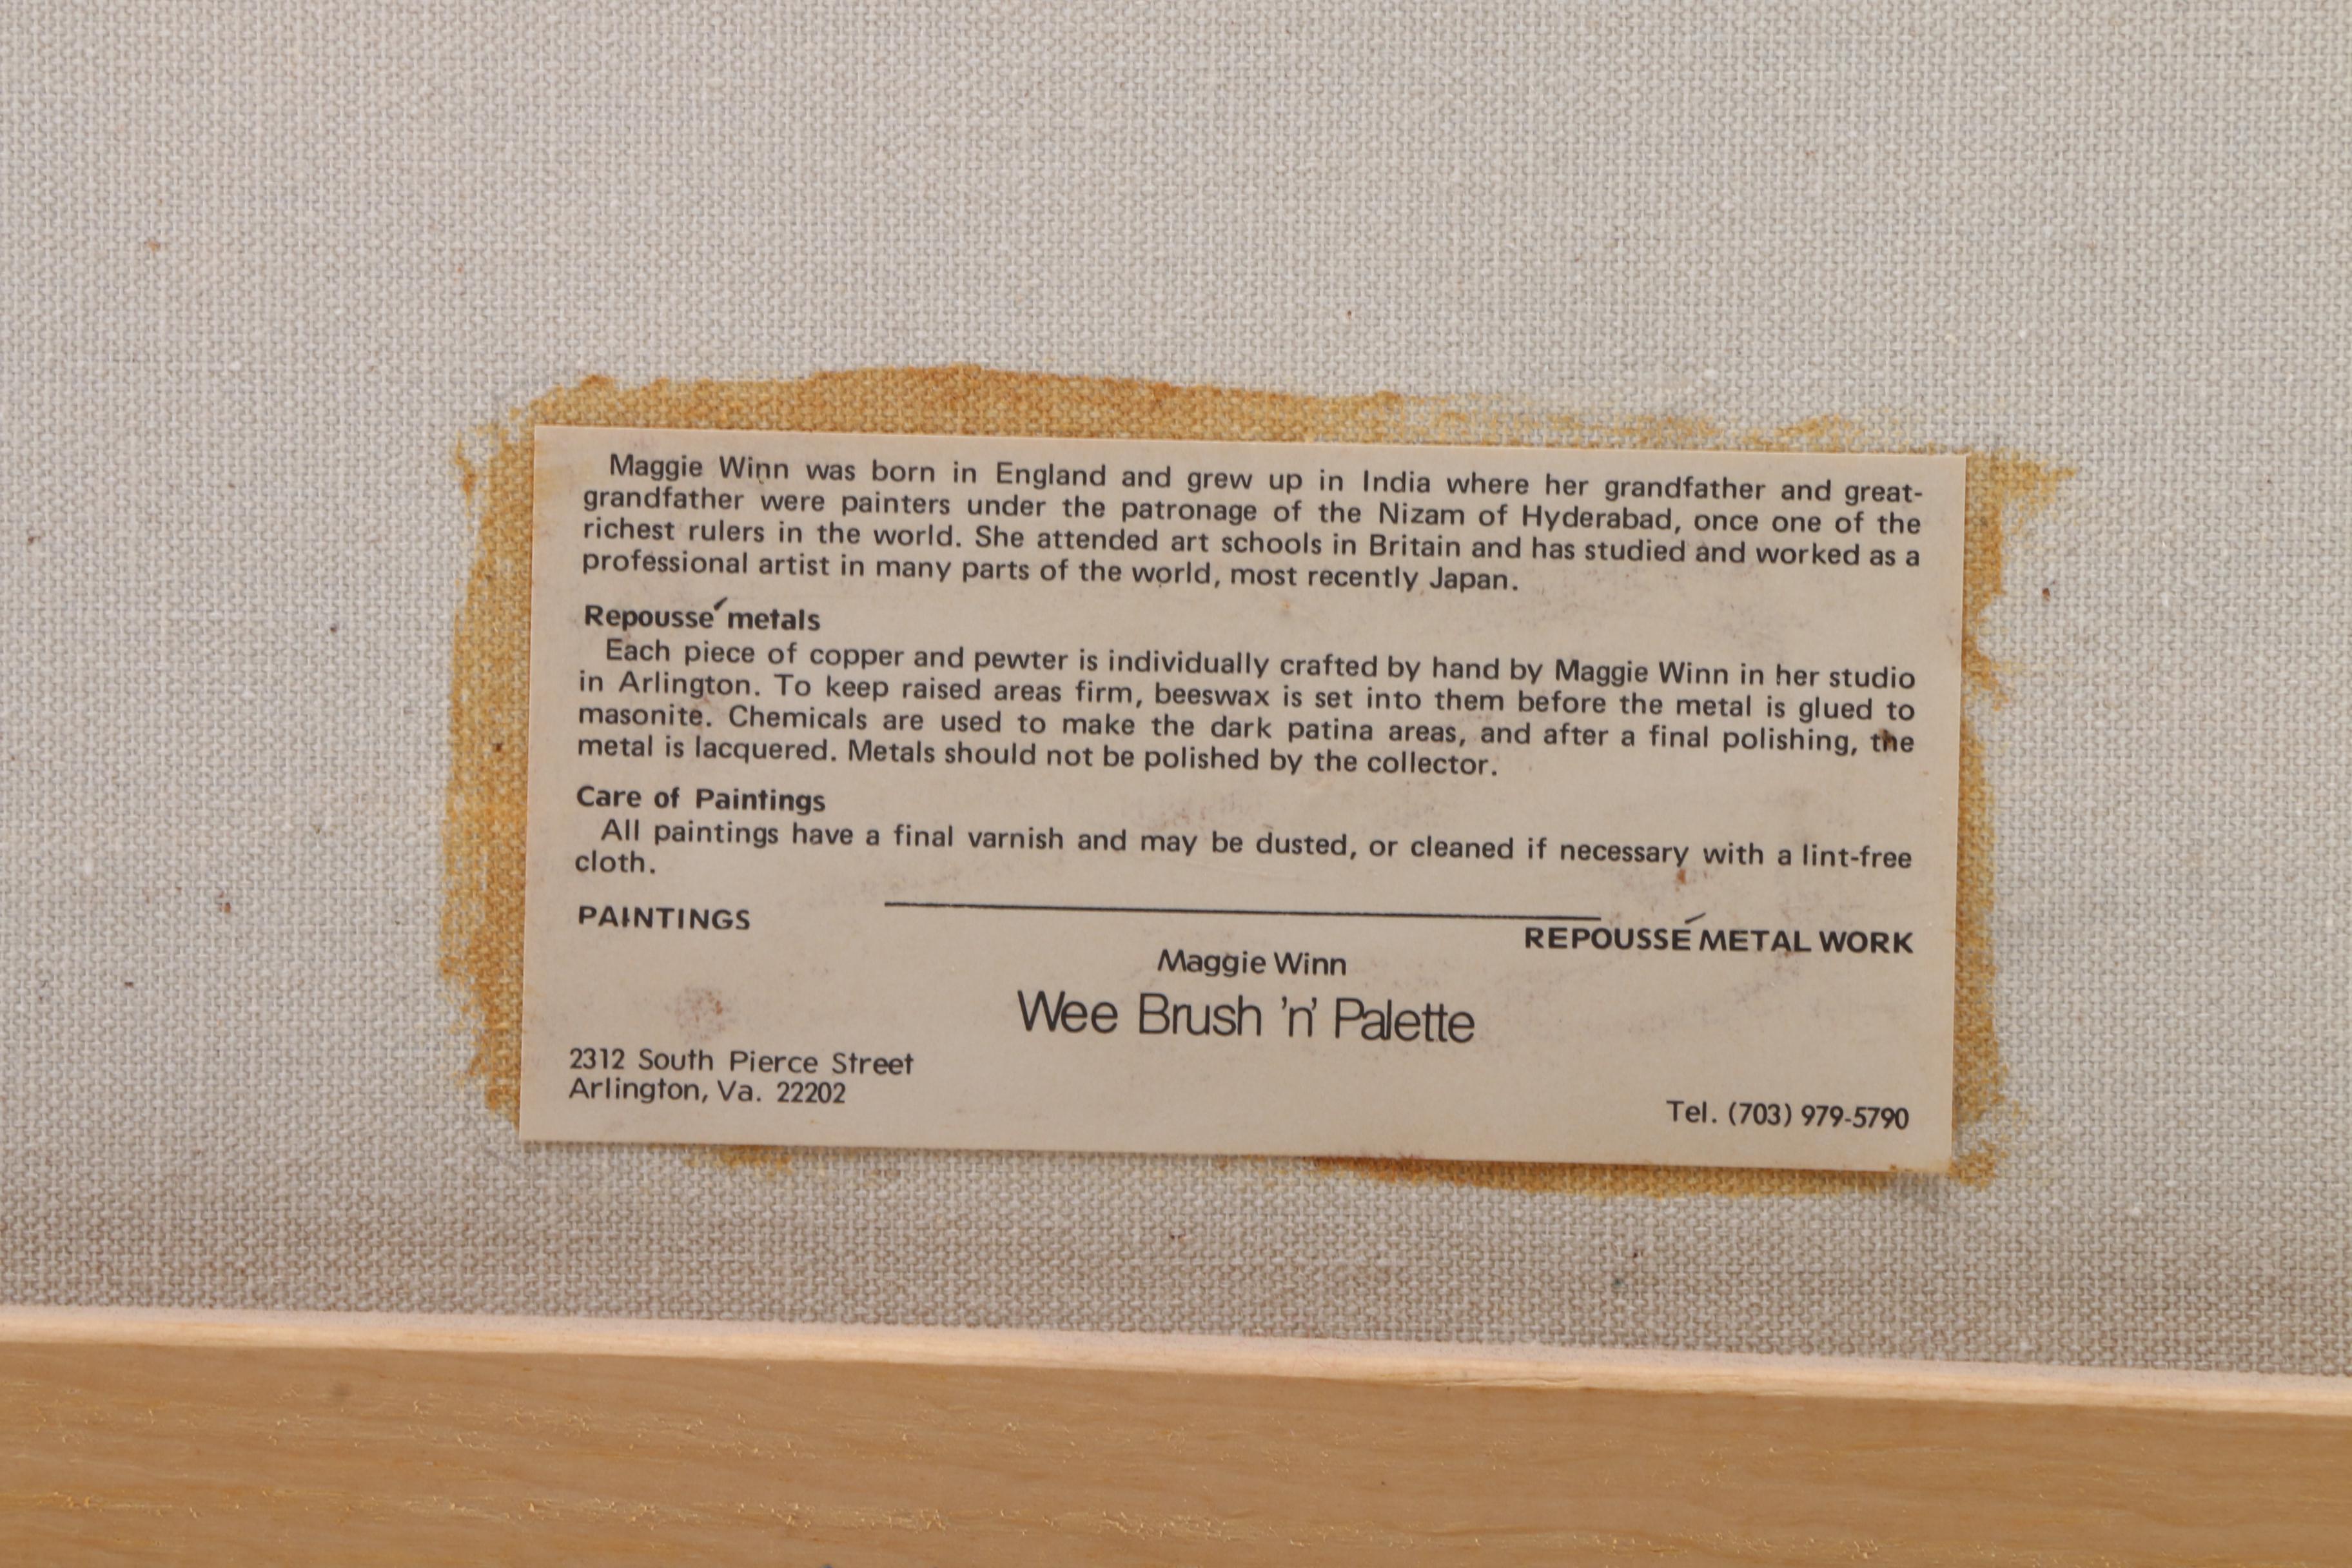 Maggie Winn was born in England and grew up in India where her grandfather and great-
grandfather were painters under the patronage of the Nizam of Hyderabad, once one of the
richest rulers in the world. She attended art schools in Britain and has studied and worked as a
professional artist in many parts of the world, most recently Japan.
Repoussé metals
Each piece of copper and pewter is individually crafted by hand by Maggie Winn in her studio
in Arlington. To keep raised areas firm, beeswax is set into them before the metal is glued to
masonite. Chemicals are used to make the dark patina areas, and after a final polishing, the
metal is lacquered. Metals should not be polished by the collector.
Care of Paintings
All paintings have a final varnish and may be dusted, or cleaned if necessary with a lint-free
cloth.
PAINTINGS
REPOUSSÉ METAL WORK
Maggie Winn
Wee Brush 'n' Palette
2312 South Pierce Street
Arlington, Va. 22202
Tel. (703) 979-5790